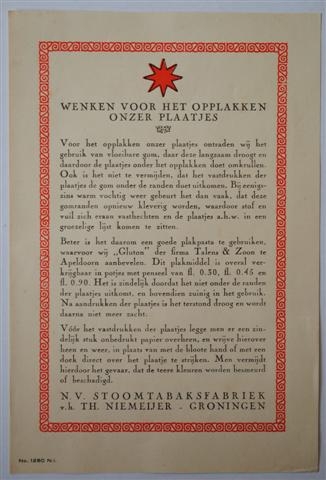 WENKEN VOOR HET OPPLAKKEN
ONZER PLAATJES
Vóór het opplakken onzer plaatjes ontraden wij het
gebruik van vloeibare gom, daar deze langzaam droogt en
daardoor de plaatjes onder het opplakken doet omkrullen.
Ook is het niet te vermijden, dat het vastdrukken der
plaatjes de gom onder de randen doet uitkomen. Bij eenigs-
zins warm vochtig weer gebeurt het dan vaak, dat deze
gomranden opnieuw kleverig worden, waardoor stof en
vuil zich eraan vasthechten en de plaatjes a.h.w. in een
groezelige lijst komen te zitten.
Beter is het daarom een goede plakpasta te gebruiken,
waarvoor wij „Gluton” der firma Talens & Zoon te
Apeldoorn aanbevelen. Dit plakmiddel is overal ver-
krijgbaar in potjes met penseel van fl. 0.30, fl. 0.45 en
fl. 0.90. Het is zindelijk doordat het niet onder de randen
der plaatjes uitkomt, en bovendien zuinig in het gebruik.
Na aandrukken der plaatjes is het terstond droog en wordt
daarna niet meer zacht.
Vóór het vastdrukken der plaatjes legge men er een zin-
delijk stuk onbedrukt papier overheen, en wrijve hierover
heen en weer, in plaats van met de bloote hand of met een
doek direct over het plaatje te strijken. Men vermijdt
hierdoor het gevaar, dat de teere kleuren worden besmeurd
of beschadigd.
N.V. STOOMTABAKSFABRIEK
v.h. TH. NIEMEIJER - GRONINGEN
No. 1280 N.I.